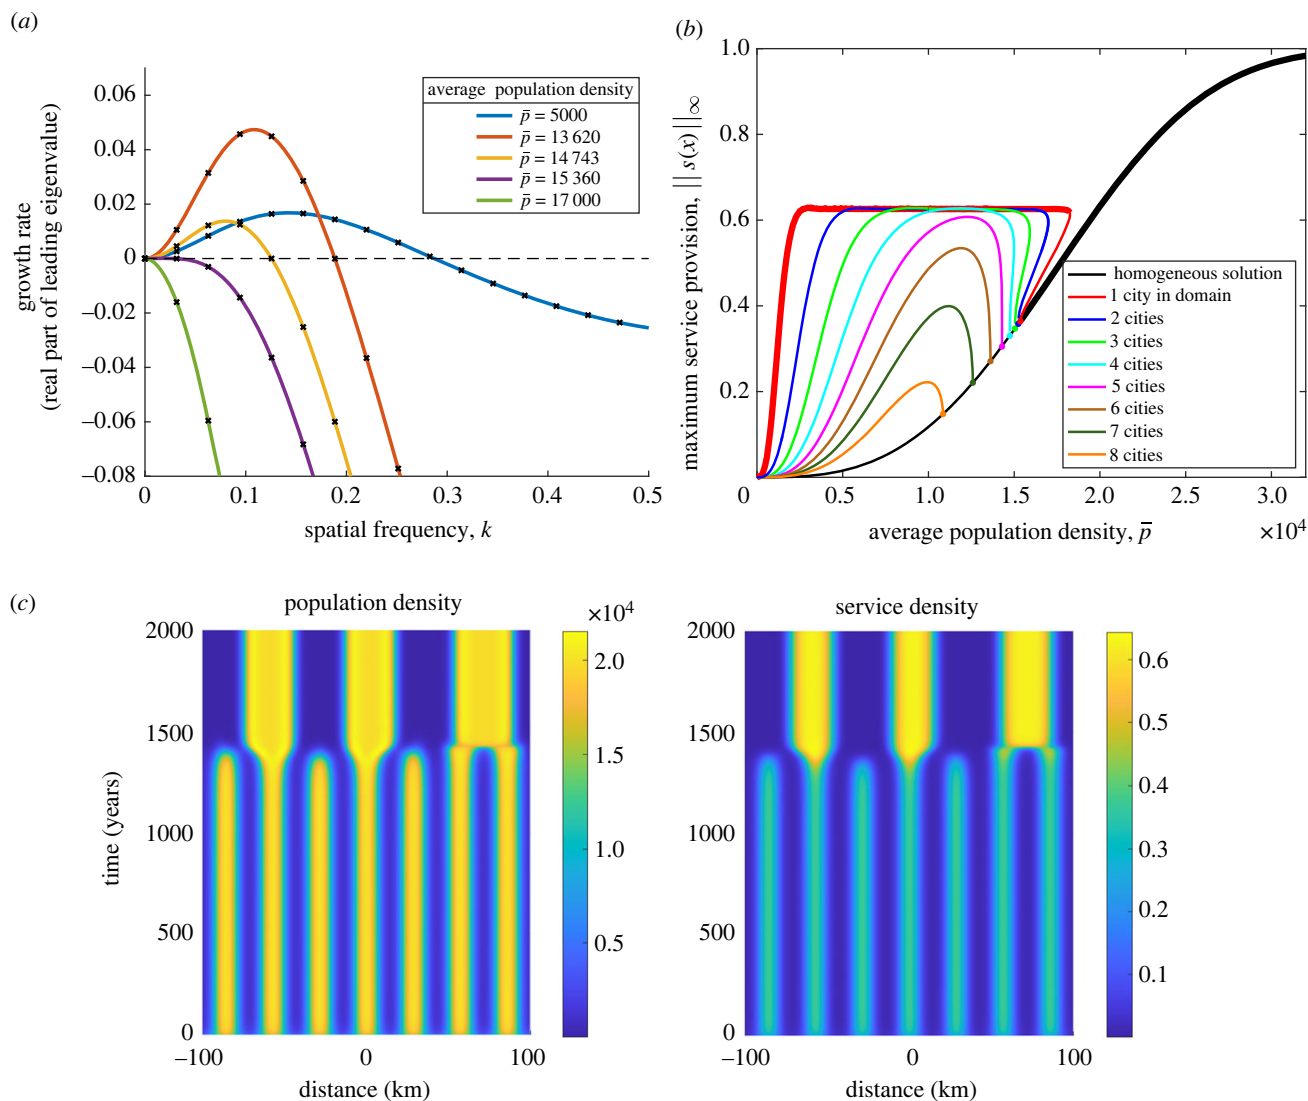 (a)
growth rate
(real part of leading eigenvalue)
0.06
0.04
0.02
0
–0.02
–0.04
–0.06
–0.08
0
0.1
0.2
0.3
0.4
0.5
spatial frequency, k
average population density
p̄ = 5000
p̄ = 13 620
p̄ = 14 743
p̄ = 15 360
p̄ = 17 000
(b)
maximum service provision, || s(x) ||∞
1.0
0.8
0.6
0.4
0.2
0
0.5
1.0
1.5
2.0
2.5
3.0
×10⁴
average population density, p̄
homogeneous solution
1 city in domain
2 cities
3 cities
4 cities
5 cities
6 cities
7 cities
8 cities
(c)
population density
time (years)
2000
1500
1000
500
0
–100
0
100
distance (km)
×10⁴
2.0
1.5
1.0
0.5
service density
2000
1500
1000
500
0
–100
0
100
distance (km)
0.6
0.5
0.4
0.3
0.2
0.1